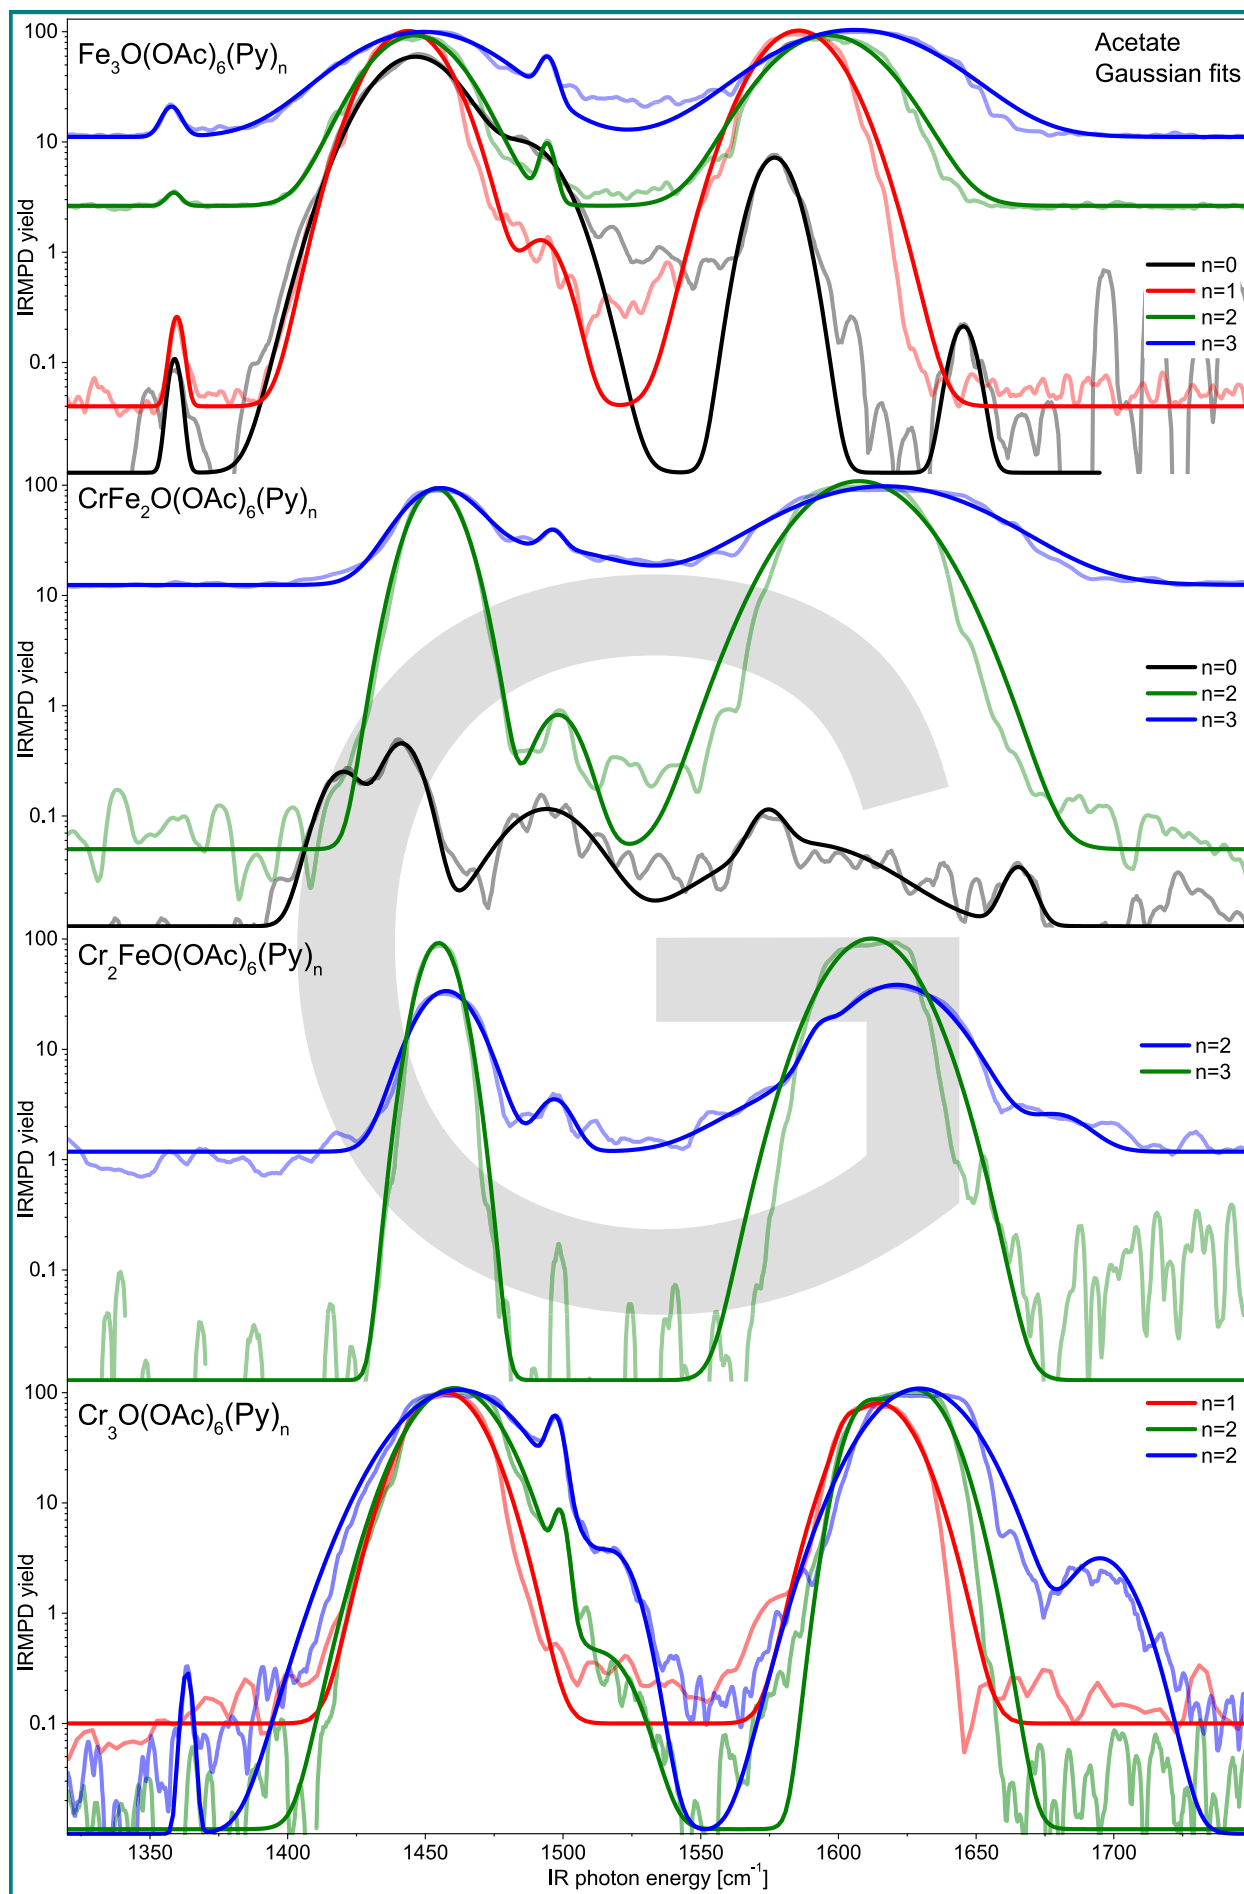 Fe3O(OAc)6(Py)n
Acetate
Gaussian fits
100
10
1
0.1
IRMPD yield
n=0
n=1
n=2
n=3
CrFe2O(OAc)6(Py)n
100
10
1
0.1
IRMPD yield
n=0
n=2
n=3
Cr2FeO(OAc)6(Py)n
100
10
1
0.1
IRMPD yield
n=2
n=3
Cr3O(OAc)6(Py)n
100
10
1
0.1
IRMPD yield
n=1
n=2
n=2
1350 1400 1450 1500 1550 1600 1650 1700
IR photon energy [cm-1]
G